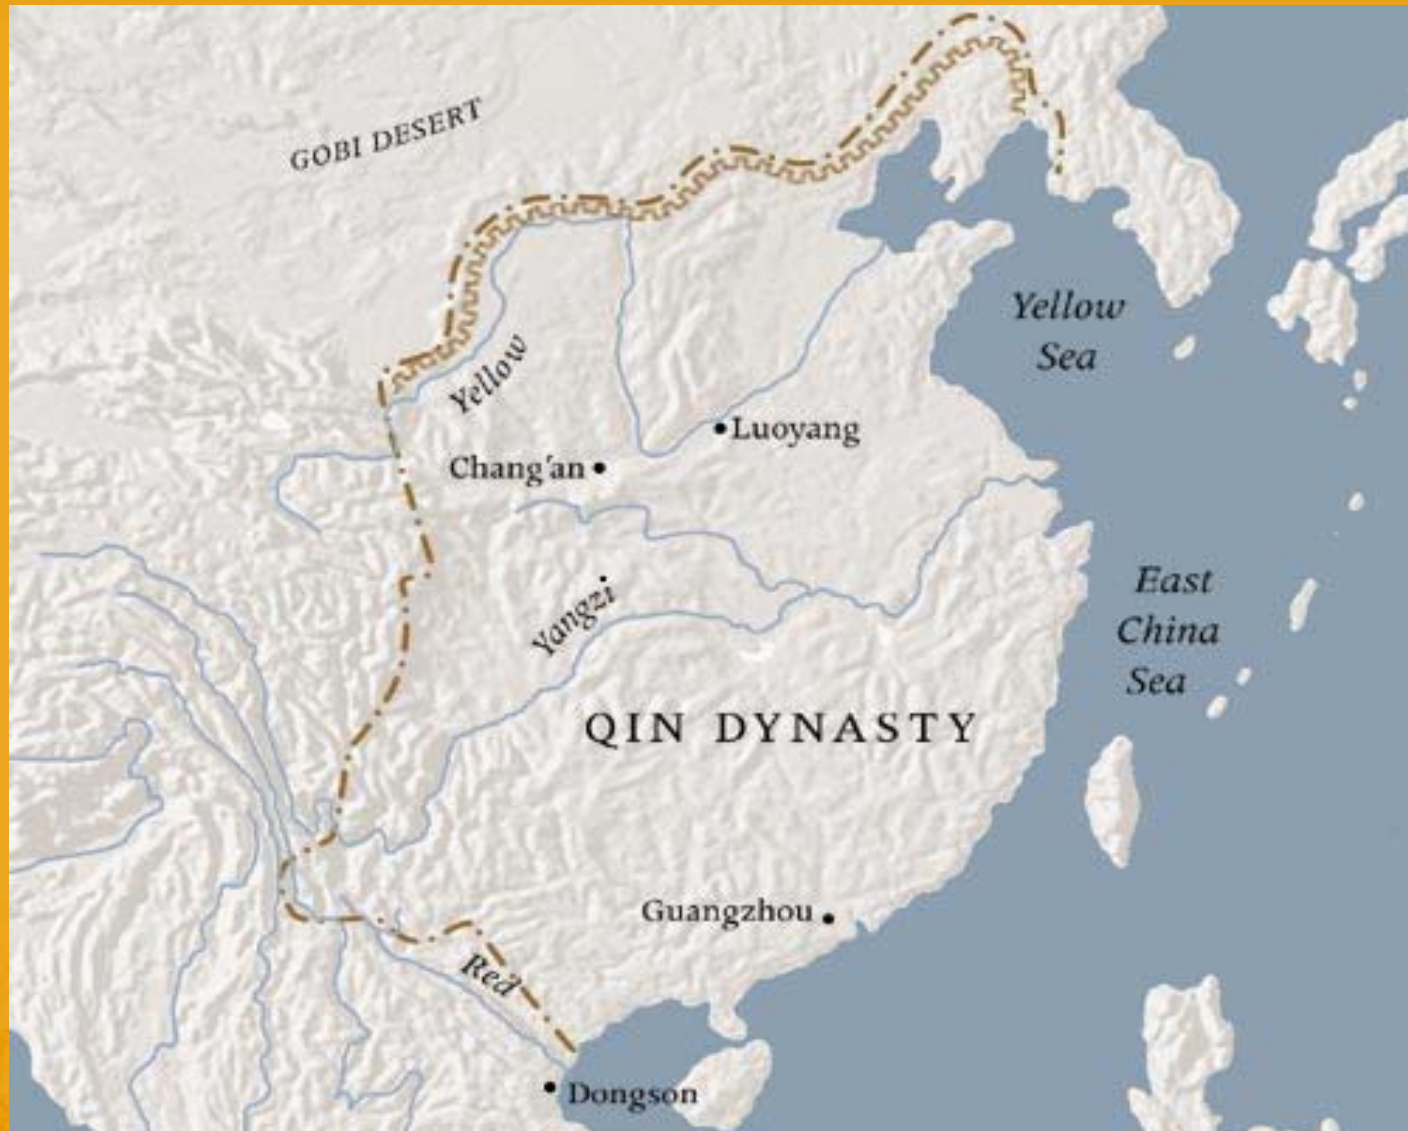 GOBI DESERT
Yellow
Sea
Yellow
Luoyang
Chang'an
East
China
Sea
Yangzi
QIN DYNASTY
Guangzhou
Red
Dongson